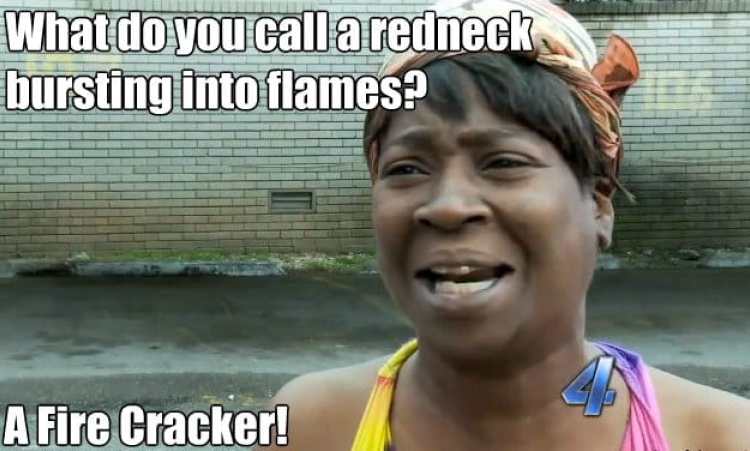 What do you call a redneck
bursting into flames?
4
A Fire Cracker!